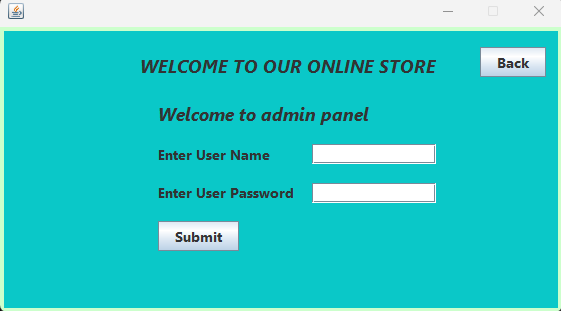 WELCOME TO OUR ONLINE STORE
Back
Welcome to admin panel
Enter User Name
Enter User Password
Submit